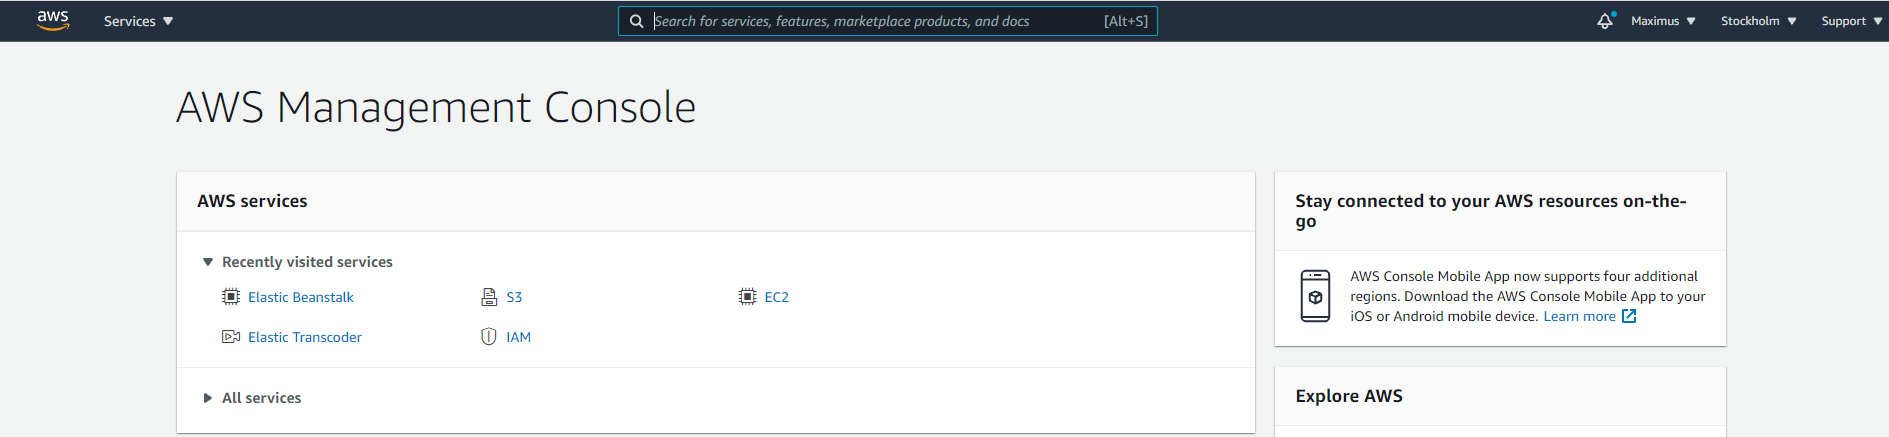 aws Services Search for services, features, marketplace products, and docs [Alt+S] Maximus Stockholm Support
AWS Management Console
AWS services
Recently visited services
Elastic Beanstalk S3 EC2
Elastic Transcoder IAM
All services
Stay connected to your AWS resources on-the-
go
AWS Console Mobile App now supports four additional
regions. Download the AWS Console Mobile App to your
iOS or Android mobile device. Learn more
Explore AWS